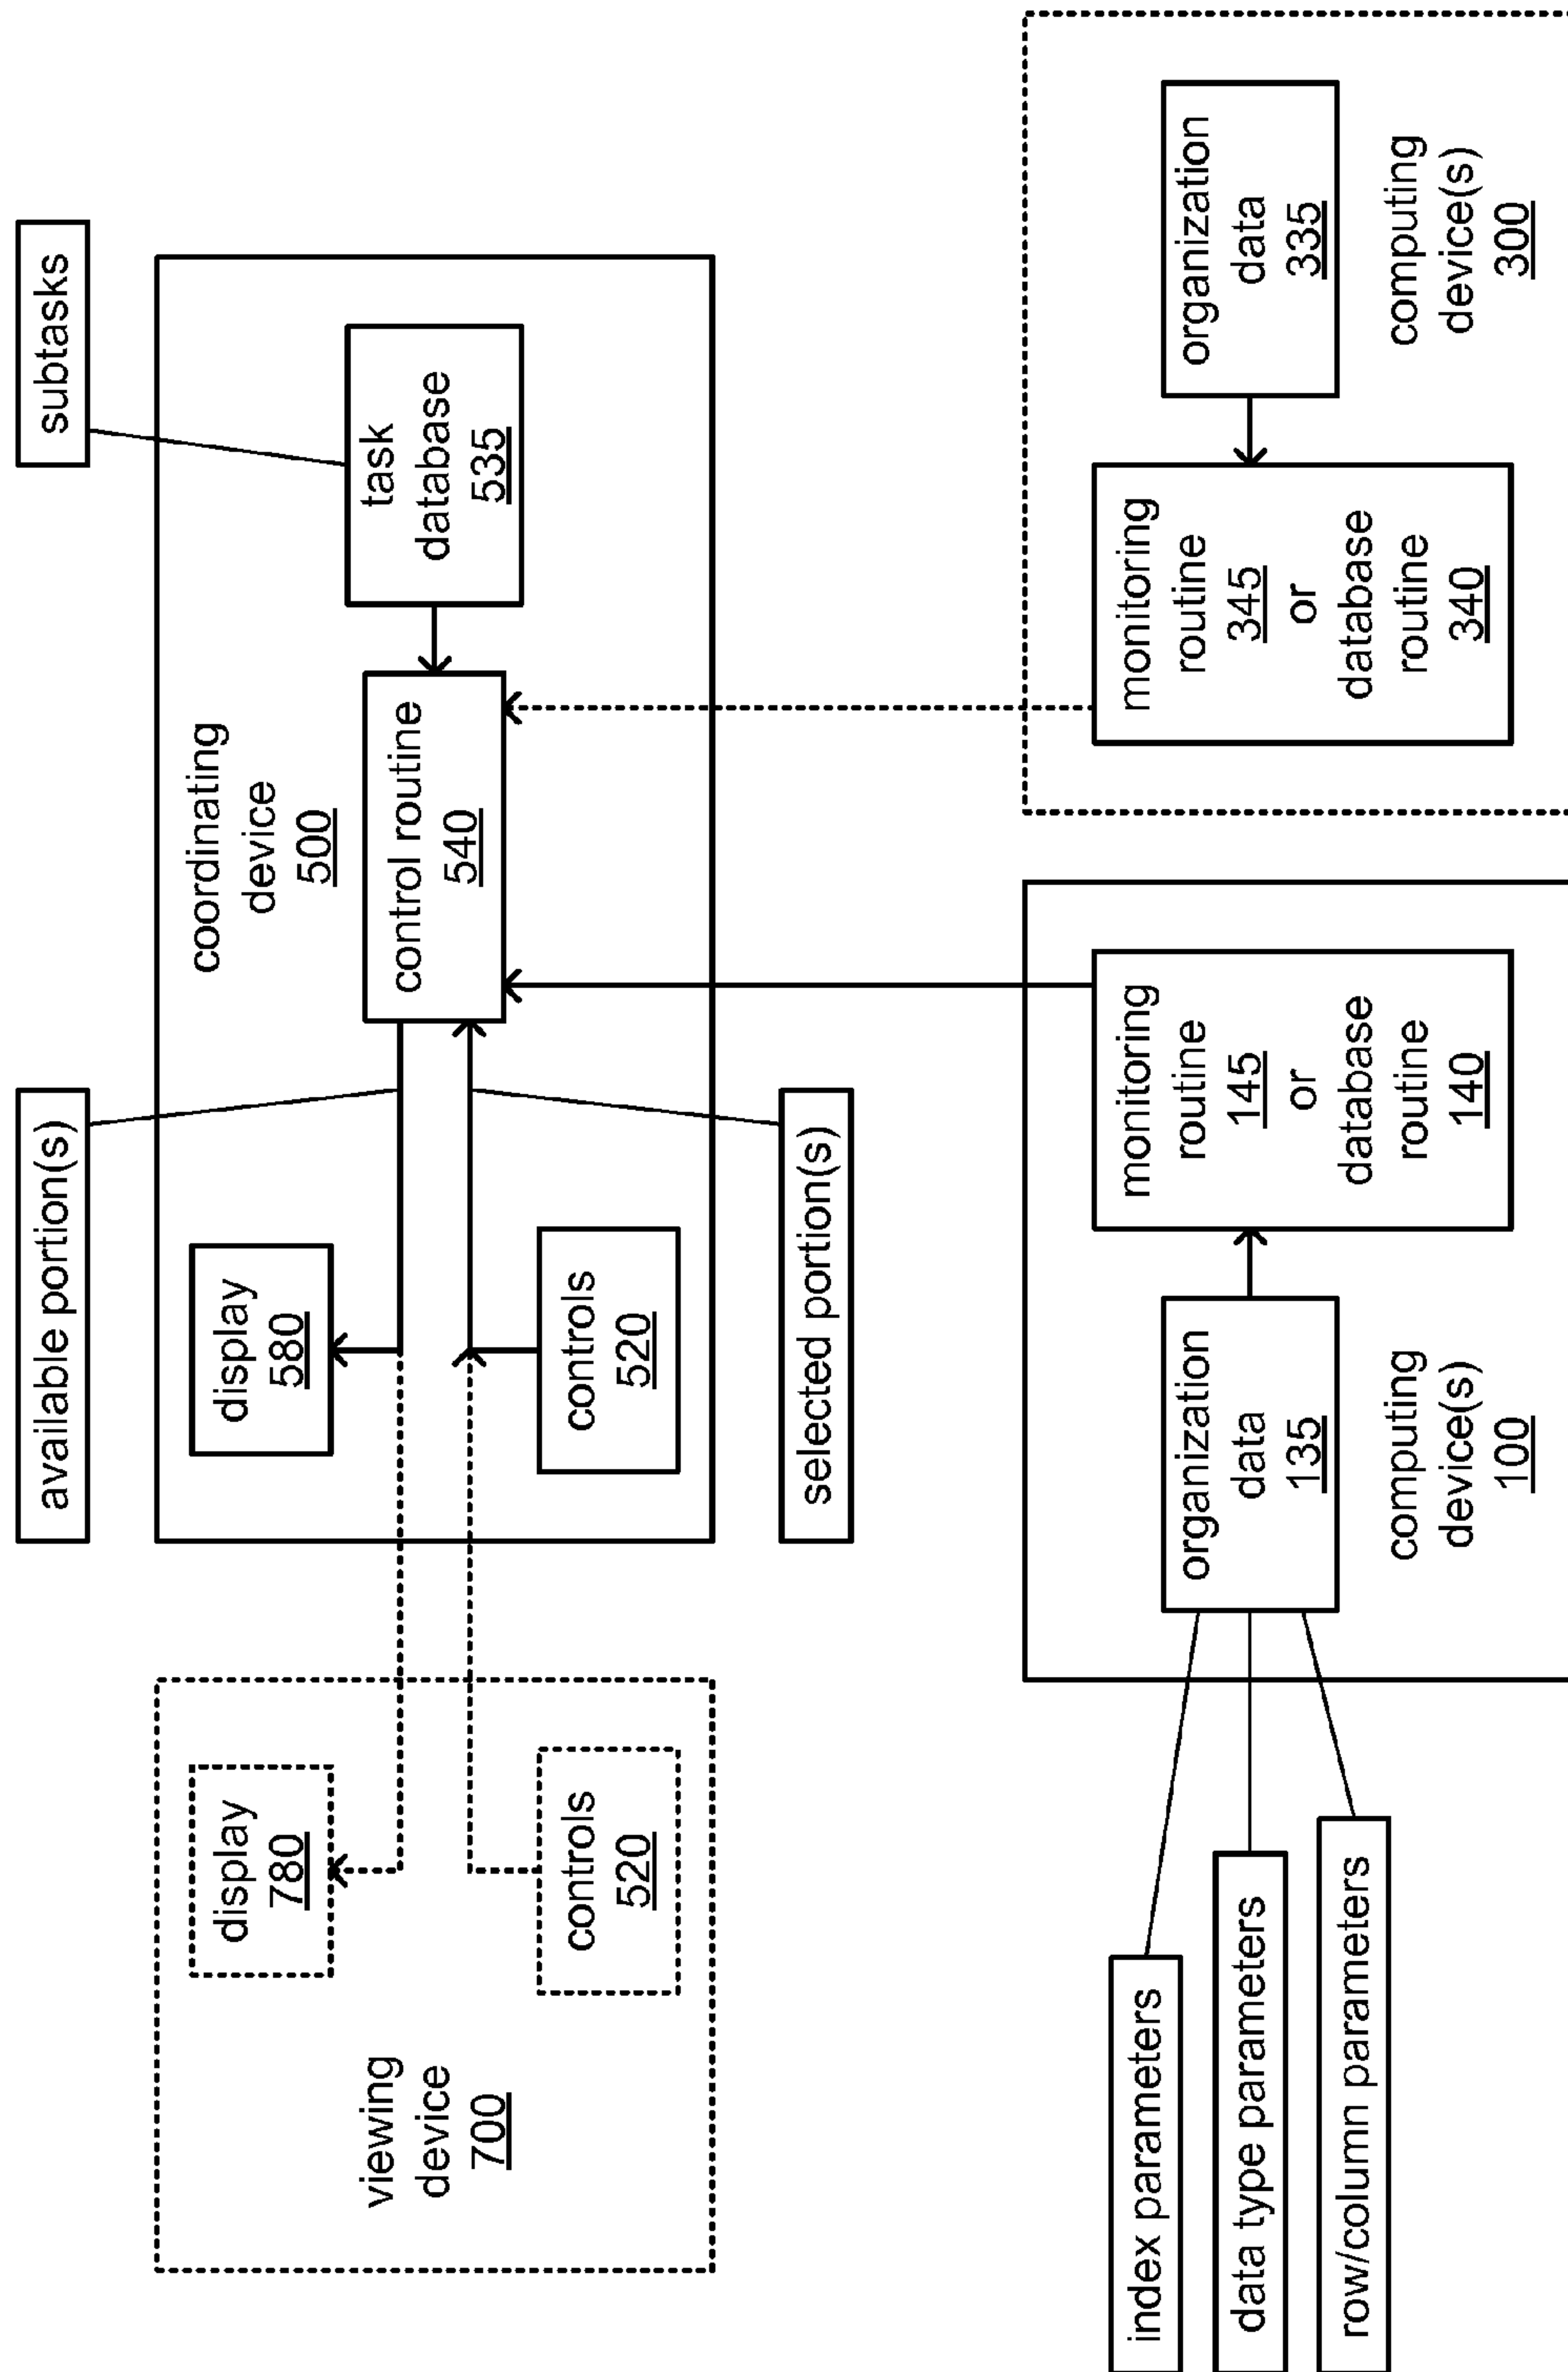 available portion(s)
subtasks
viewing
device
700
display
780
controls
520
display
580
controls
520
coordinating
device
500
control routine
540
task
database
535
selected portion(s)
index parameters
data type parameters
row/column parameters
organization
data
135
monitoring
routine
145
or
database
routine
140
computing
device(s)
100
monitoring
routine
345
or
database
routine
340
organization
data
335
computing
device(s)
300